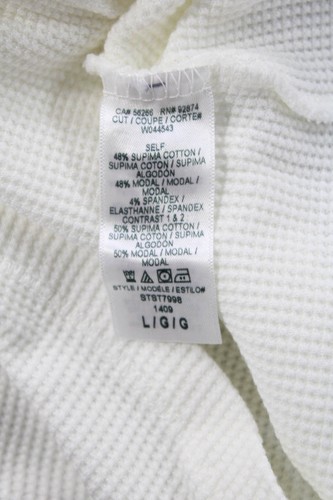 CA# 56266 RN# 92874
CUT / COUPE / CORTE#
W044543
SELF
48% SUPIMA COTTON /
SUPIMA COTON / SUPIMA
ALGODON
48% MODAL / MODAL /
MODAL
4% SPANDEX /
ELASTHANNE / SPANDEX
CONTRAST 1 & 2
50% SUPIMA COTTON /
SUPIMA COTON / SUPIMA
ALGODON
50% MODAL / MODAL /
MODAL
STYLE / MODÈLE / ESTILO#
STST7998
1409
L/G/G